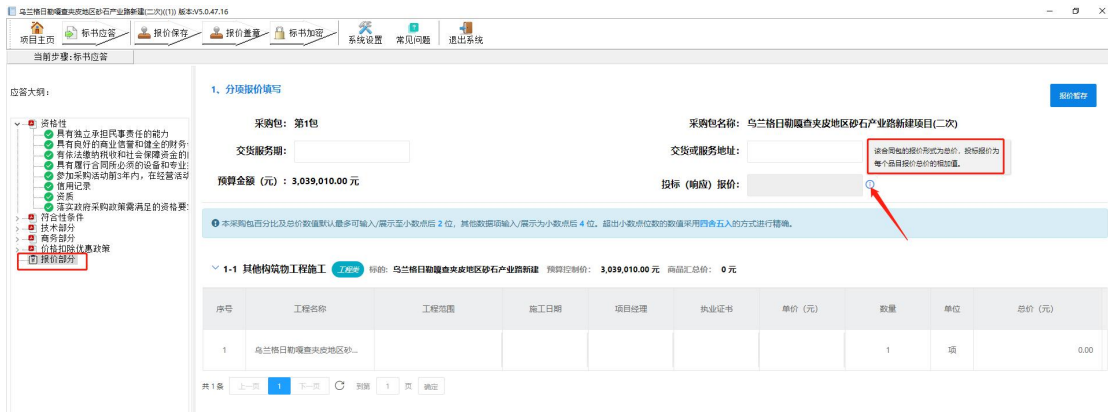 乌兰格日勒嘎查夹皮地区砂石产业路新建(二次)((1)) 版本:V5.0.47.16
项目主页 标书应答 报价保存 报价盖章 标书加密 系统设置 常见问题 退出系统
当前步骤:标书应答
应答大纲:
资格性
具有独立承担民事责任的能力
具有良好的商业信誉和健全的财务
有依法缴纳税收和社会保障资金的
具有履行合同所必须的设备和专业
参加采购活动前3年内，在经营活动
信用记录
资质
落实政府采购政策需满足的资格要
符合性条件
技术部分
商务部分
价格扣除优惠政策
报价部分
1、分项报价填写
报价暂存
采购包: 第1包
采购包名称: 乌兰格日勒嘎查夹皮地区砂石产业路新建项目(二次)
交货服务期:
交货或服务地址:
该合同包的报价形式为总价，投标报价为
每个品目报价总价的相加值。
预算金额（元）: 3,039,010.00 元
投标（响应）报价:
本采购包百分比及总价数值默认最多可输入/展示至小数点后 2 位，其他数据项输入/展示为小数点后 4 位。超出小数点位数的数值采用四舍五入的方式进行精确。
1-1 其他构筑物工程施工 工程类 标的: 乌兰格日勒嘎查夹皮地区砂石产业路新建 预算控制价: 3,039,010.00 元 商品汇总价: 0 元
序号 工程名称 工程范围 施工日期 项目经理 执业证书 单价（元） 数量 单位 总价（元）
1 乌兰格日勒嘎查夹皮地区砂... 1 项 0.00
共 1 条 上一页 1 下一页 到第 1 页 确定